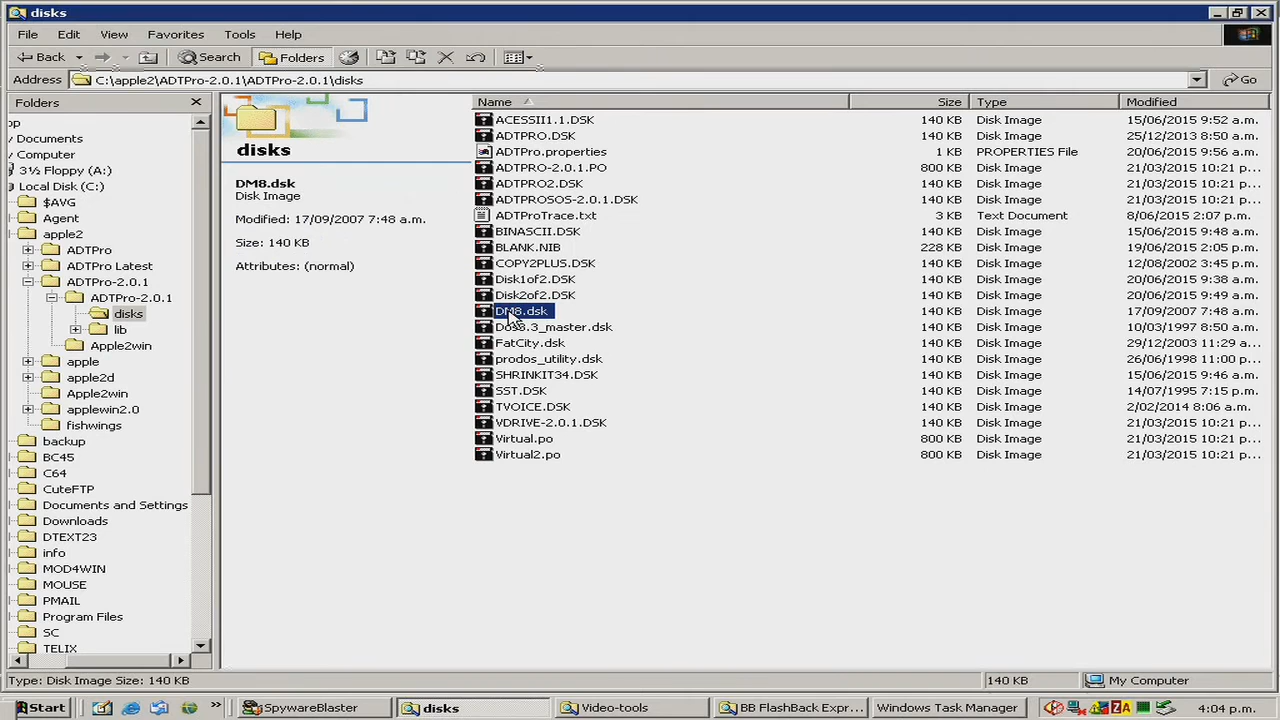 disks
File Edit View Favorites Tools Help
Back Search Folders
Address C:\apple2\ADTPro-2.0.1\ADTPro-2.0.1\disks Go
Folders
op
y Documents
y Computer
3½ Floppy (A:)
Local Disk (C:)
$AVG
Agent
apple2
ADTPro
ADTPro Latest
ADTPro-2.0.1
ADTPro-2.0.1
disks
lib
Apple2win
apple
apple2d
Apple2win
applewin2.0
fishwings
backup
BC45
C64
CuteFTP
Documents and Settings
Downloads
DTEXT23
info
MOD4WIN
MOUSE
PMAIL
Program Files
SC
TELIX
disks
DM8.dsk
Disk Image
Modified: 17/09/2007 7:48 a.m.
Size: 140 KB
Attributes: (normal)
Name Size Type Modified
ACESSII1.1.DSK 140 KB Disk Image 15/06/2015 9:52 a.m.
ADTPRO.DSK 140 KB Disk Image 25/12/2013 8:50 a.m.
ADTPro.properties 1 KB PROPERTIES File 20/06/2015 9:56 a.m.
ADTPRO-2.0.1.PO 800 KB Disk Image 21/03/2015 10:21 p...
ADTPRO2.DSK 140 KB Disk Image 21/03/2015 10:21 p...
ADTPROSOS-2.0.1.DSK 140 KB Disk Image 21/03/2015 10:21 p...
ADTProTrace.txt 3 KB Text Document 8/06/2015 2:07 p.m.
BINASCII.DSK 140 KB Disk Image 15/06/2015 9:48 a.m.
BLANK.NIB 228 KB Disk Image 19/06/2015 2:05 p.m.
COPY2PLUS.DSK 140 KB Disk Image 12/08/2002 3:45 p.m.
Disk1of2.DSK 140 KB Disk Image 20/06/2015 9:38 a.m.
Disk2of2.DSK 140 KB Disk Image 20/06/2015 9:49 a.m.
DM8.dsk 140 KB Disk Image 17/09/2007 7:48 a.m.
Dos3.3_master.dsk 140 KB Disk Image 10/03/1997 8:50 a.m.
FatCity.dsk 140 KB Disk Image 29/12/2003 11:29 a...
prodos_utility.dsk 140 KB Disk Image 26/06/1998 11:00 a...
SHRINKIT34.DSK 140 KB Disk Image 15/06/2015 9:46 a.m.
SST.DSK 140 KB Disk Image 14/07/1995 7:15 p.m.
TVOICE.DSK 140 KB Disk Image 2/02/2014 8:06 a.m.
VDRIVE-2.0.1.DSK 140 KB Disk Image 21/03/2015 10:21 p...
Virtual.po 800 KB Disk Image 21/03/2015 10:21 p...
Virtual2.po 800 KB Disk Image 21/03/2015 10:21 p...
Type: Disk Image Size: 140 KB 140 KB My Computer
Start SpywareBlaster disks Video-tools BB FlashBack Expr... Windows Task Manager 4:04 p.m.